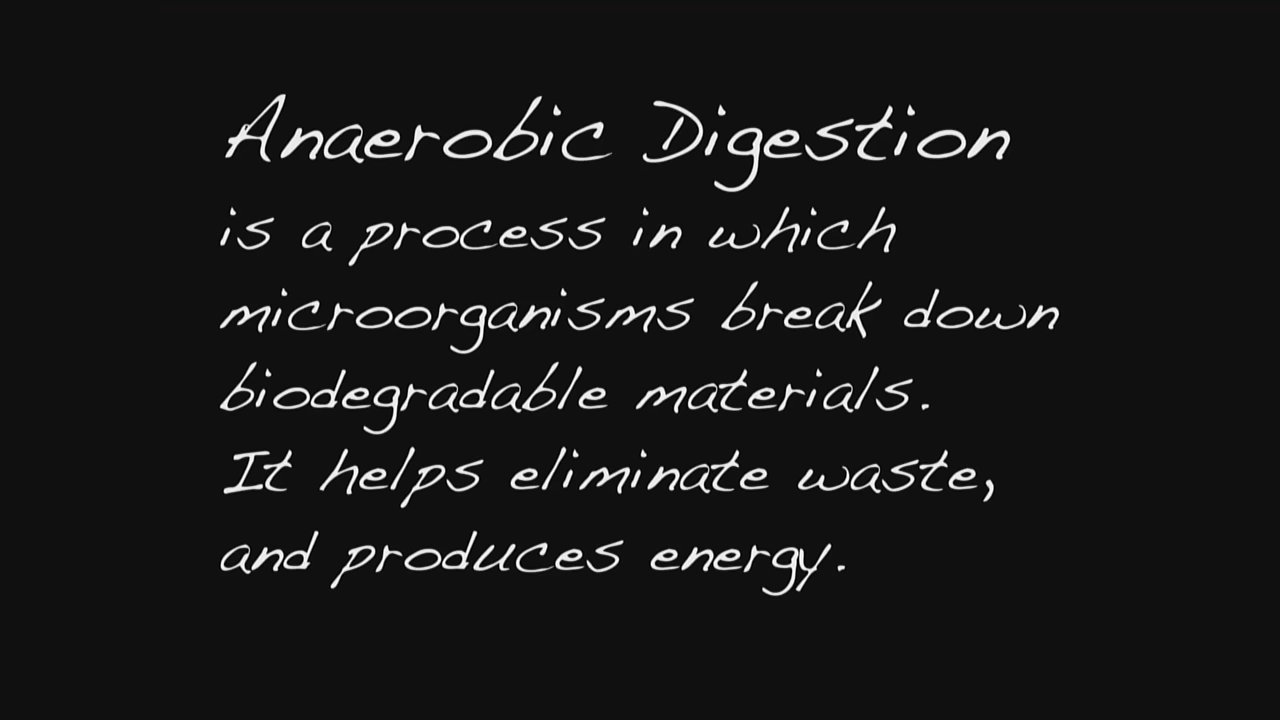 Anaerobic Digestion
is a process in which
microorganisms break down
biodegradable materials.
It helps eliminate waste,
and produces energy.